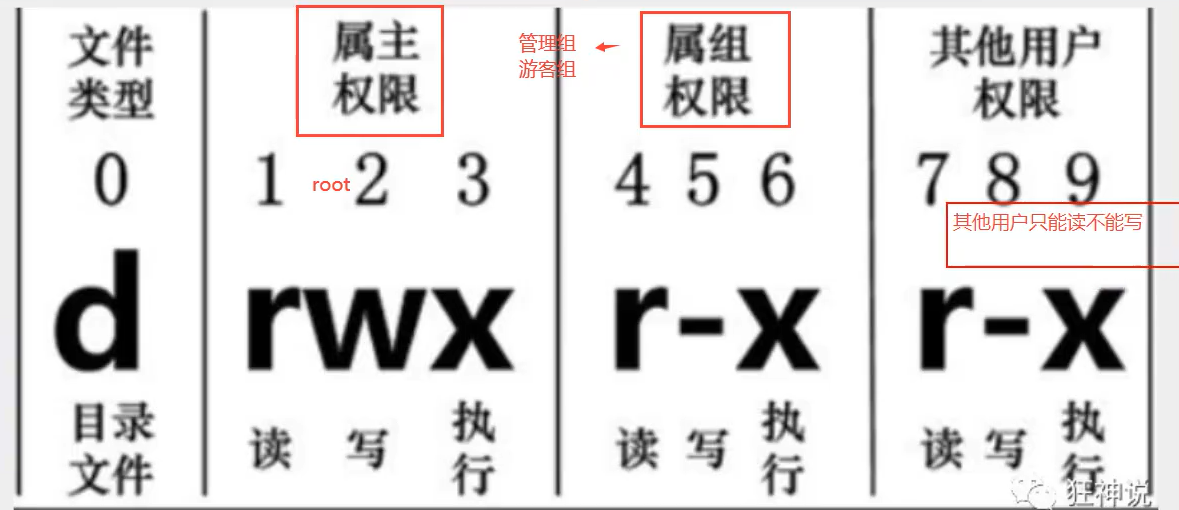 文件
类型
属主
权限
管理组
游客组
属组
权限
其他用户
权限
0
1
root
2
3
4
5
6
7
8
9
其他用户只能读不能写
d
rwx
r-x
r-x
目录
文件
读
写
执行
读
写
执行
读
写
执行
狂神说